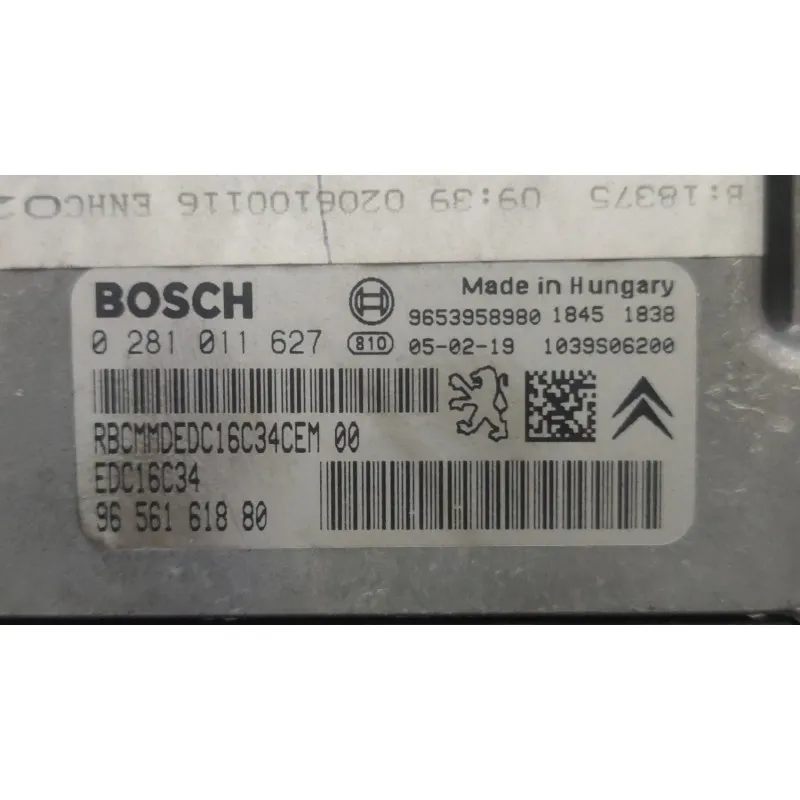 B:18375 09:39 0206100116 ENHC02
BOSCH
Made in Hungary
9653958980 1845 1838
0 281 011 627 810 05-02-19 1039S06200
RBCMMDEDC16C34CEM 00
EDC16C34
96 561 618 80